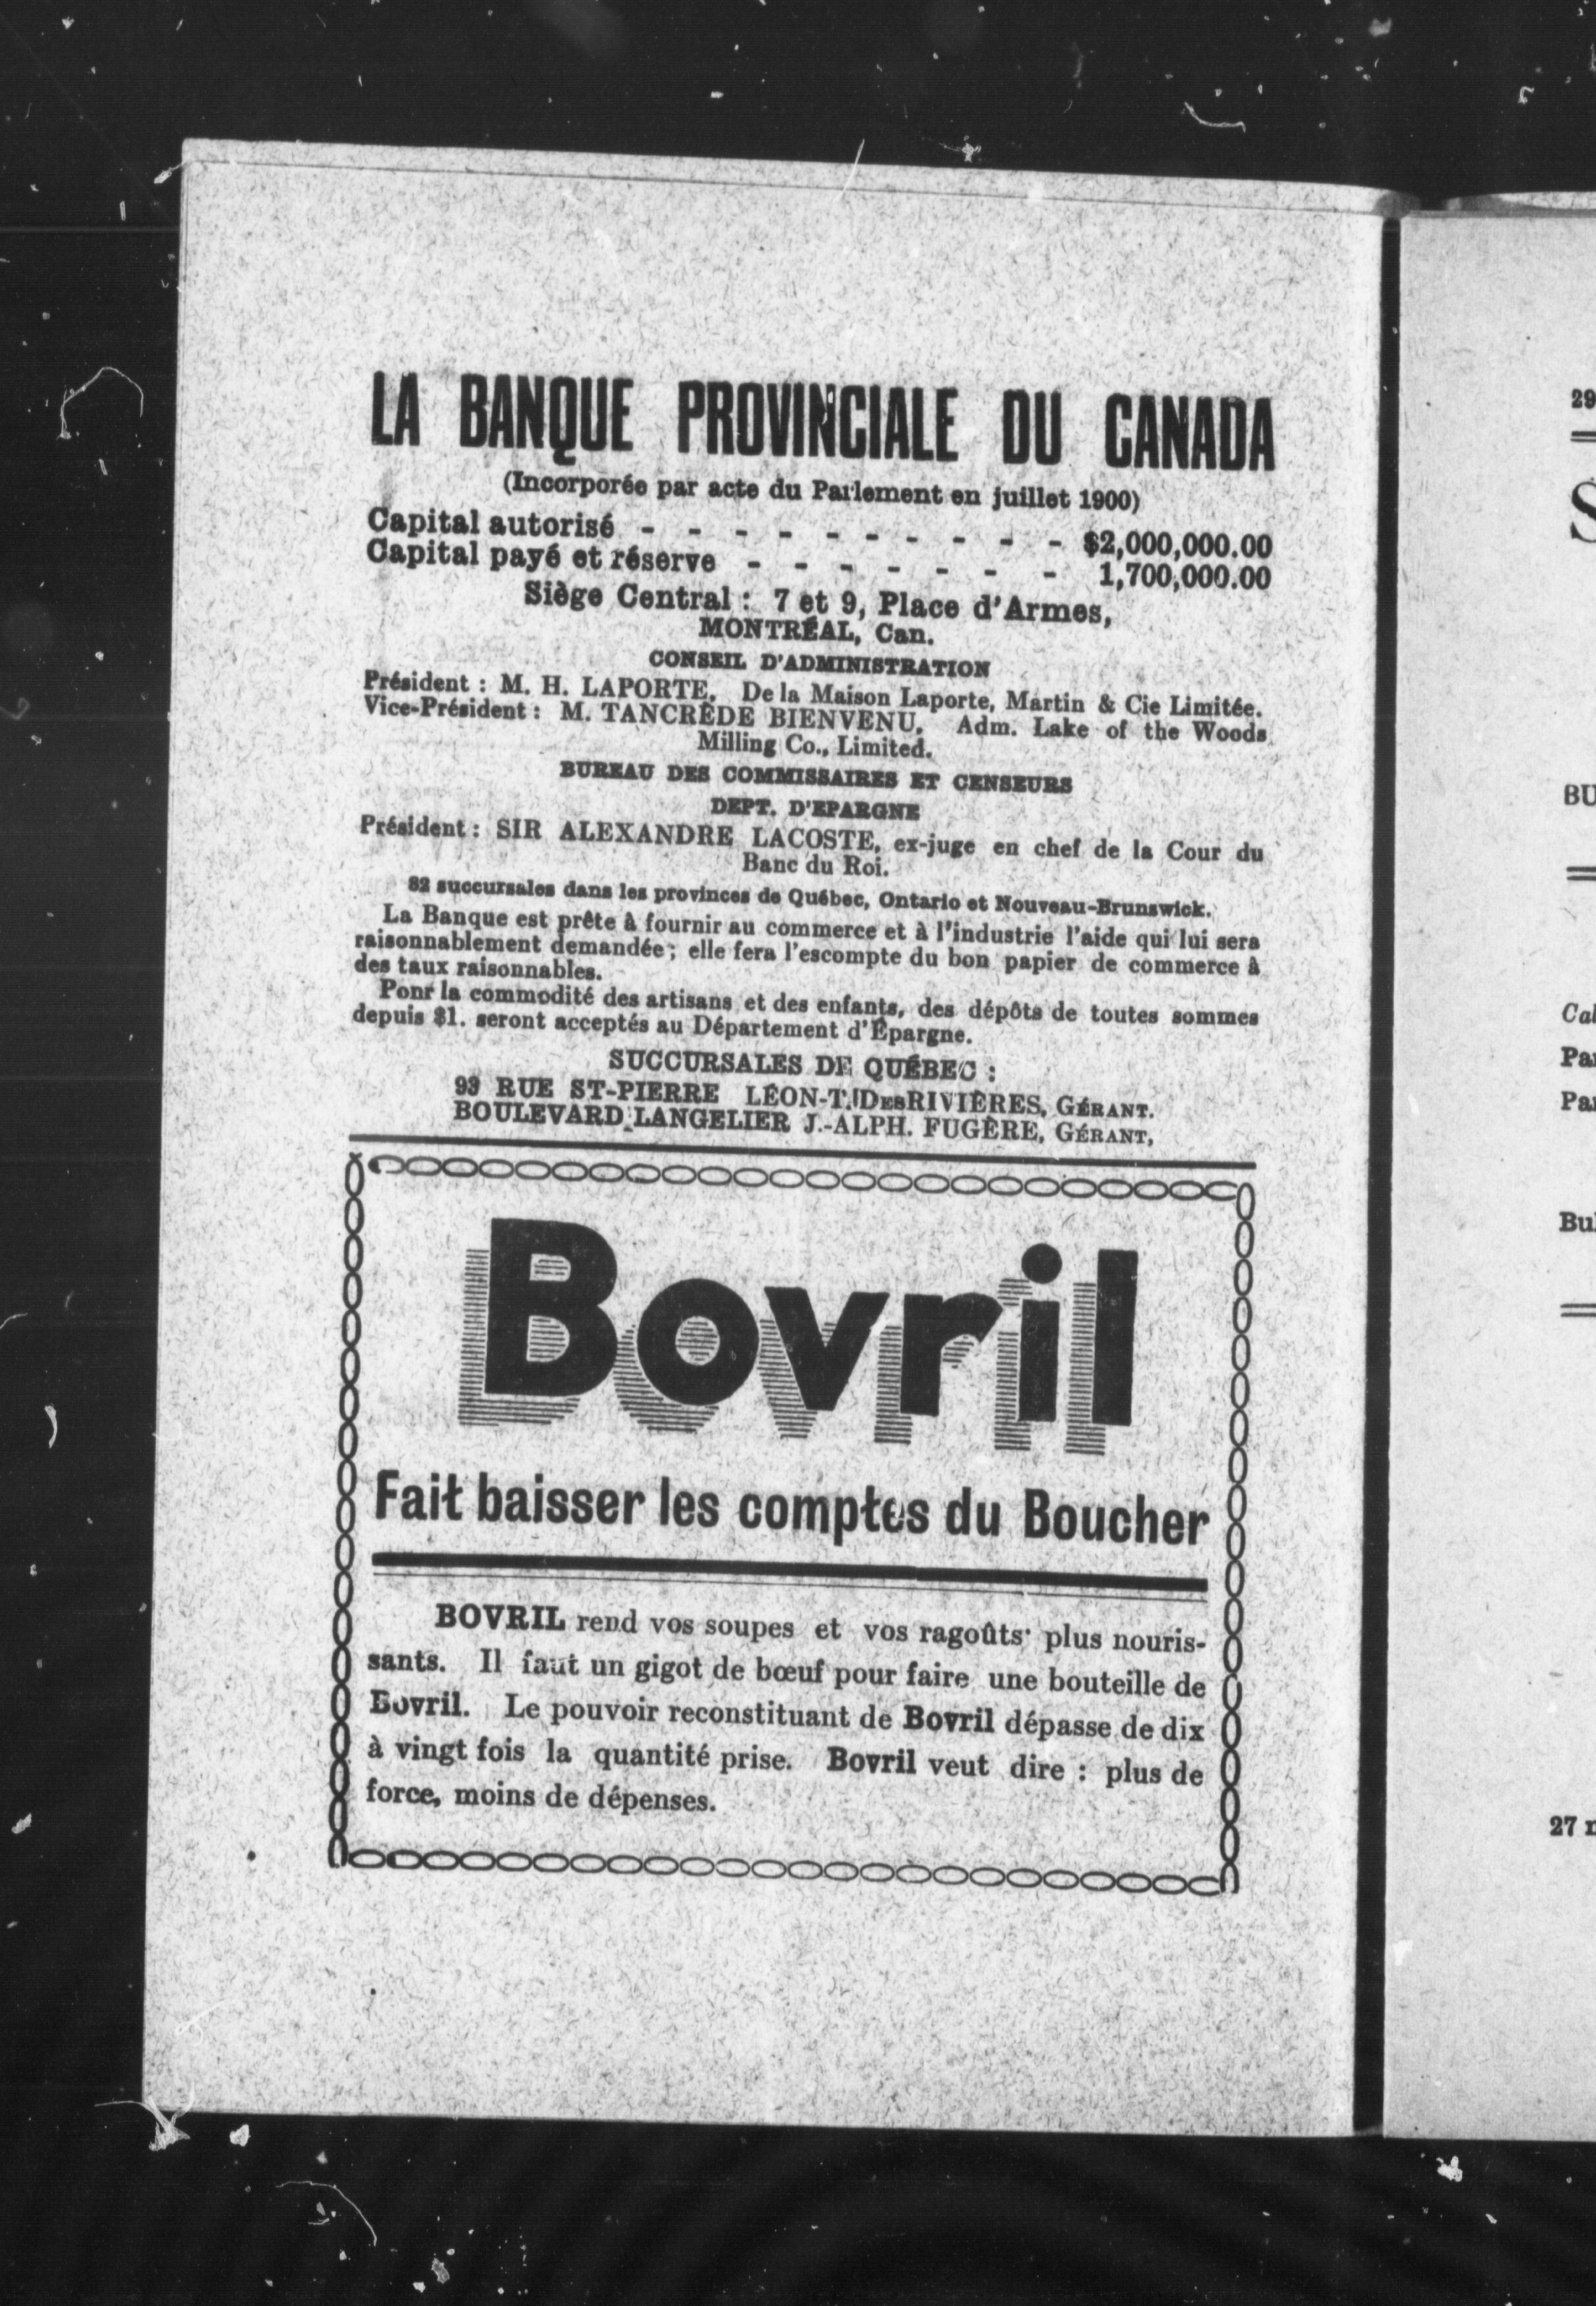 LA BANQUE PROVINCIALE DU CANADA
(Incorporée par acte du Parlement en juillet 1900)
Capital autorisé - - - - - - - - - - $2,000,000.00
Capital payé et réserve - - - - - - - 1,700,000.00
Siège Central : 7 et 9, Place d'Armes,
MONTRÉAL, Can.
CONSEIL D'ADMINISTRATION
Président : M. H. LAPORTE, De la Maison Laporte, Martin & Cie Limitée.
Vice-Président : M. TANCRÈDE BIENVENU, Adm. Lake of the Woods
Milling Co., Limited.
BUREAU DES COMMISSAIRES ET CENSEURS
DEPT. D'EPARGNE
Président : SIR ALEXANDRE LACOSTE, ex-juge en chef de la Cour du
Banc du Roi.
82 succursales dans les provinces de Québec, Ontario et Nouveau-Brunswick.
La Banque est prête à fournir au commerce et à l'industrie l'aide qui lui sera
raisonnablement demandée ; elle fera l'escompte du bon papier de commerce à
des taux raisonnables.
Ponr la commodité des artisans et des enfants, des dépôts de toutes sommes
depuis $1. seront acceptés au Département d'Épargne.
SUCCURSALES DE QUÉBEC :
93 RUE ST-PIERRE LÉON-T. DesRIVIÈRES, GÉRANT.
BOULEVARD LANGELIER J.-ALPH. FUGÈRE, GÉRANT,
Bovril
Fait baisser les comptes du Boucher
BOVRIL rend vos soupes et vos ragoûts plus nouris-
sants. Il faut un gigot de bœuf pour faire une bouteille de
Bovril. Le pouvoir reconstituant de Bovril dépasse de dix
à vingt fois la quantité prise. Bovril veut dire : plus de
force, moins de dépenses.
29
S
BU
Cal
Par
Par
Bul
27